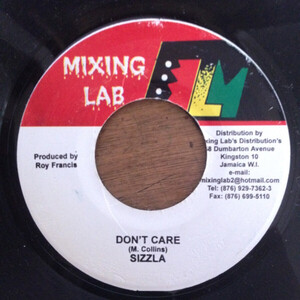 MIXING
LAB
Distribution by
Mixing Lab's Distribution's
Dumbarton Avenue
Kingston 10
Jamaica W.I.
e-mail:
mixinglab2@hotmail.com
Tel: (876) 929-7362-3
Fax: (876) 699-5110
Produced by
Roy Francis
DON'T CARE
(M. Collins)
SIZZLA